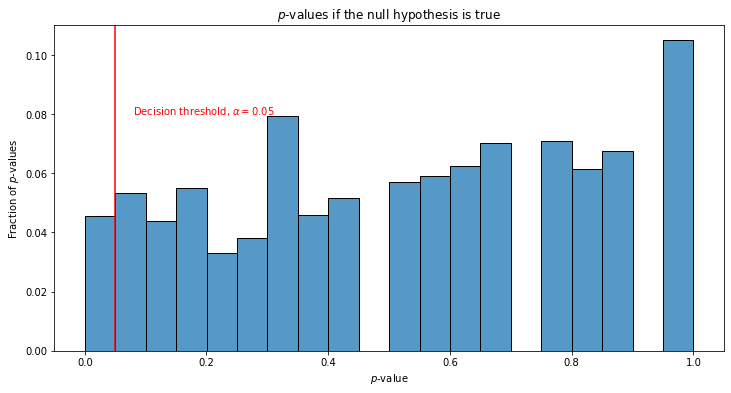 p-values if the null hypothesis is true
0.10
0.08
0.06
0.04
0.02
0.00
Fraction of p-values
Decision threshold, α = 0.05
0.0 0.2 0.4 0.6 0.8 1.0
p-value